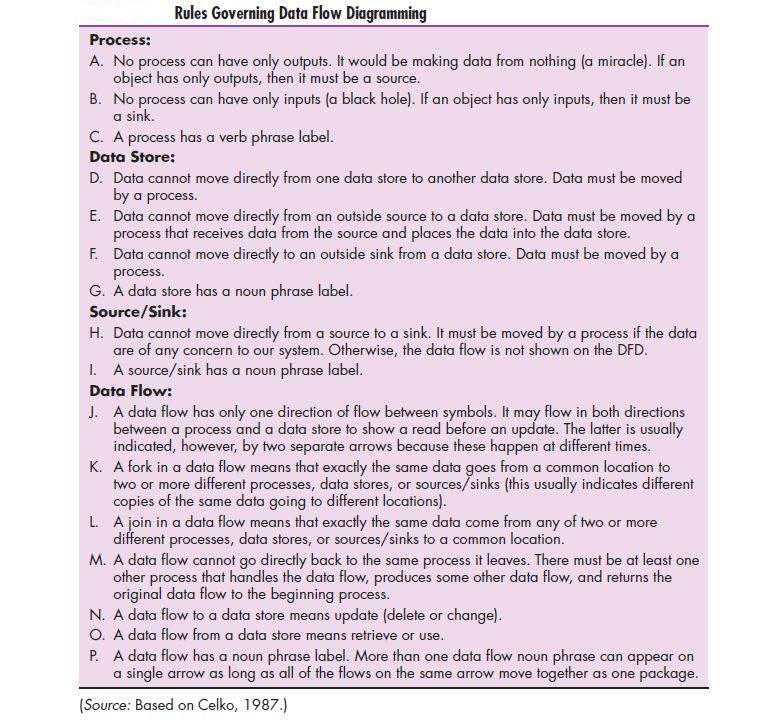 Rules Governing Data Flow Diagramming
Process:
A. No process can have only outputs. It would be making data from nothing (a miracle). If an
object has only outputs, then it must be a source.
B. No process can have only inputs (a black hole). If an object has only inputs, then it must be
a sink.
C. A process has a verb phrase label.
Data Store:
D. Data cannot move directly from one data store to another data store. Data must be moved
by a process.
E. Data cannot move directly from an outside source to a data store. Data must be moved by a
process that receives data from the source and places the data into the data store.
F. Data cannot move directly to an outside sink from a data store. Data must be moved by a
process.
G. A data store has a noun phrase label.
Source/Sink:
H. Data cannot move directly from a source to a sink. It must be moved by a process if the data
are of any concern to our system. Otherwise, the data flow is not shown on the DFD.
I. A source/sink has a noun phrase label.
Data Flow:
J. A data flow has only one direction of flow between symbols. It may flow in both directions
between a process and a data store to show a read before an update. The latter is usually
indicated, however, by two separate arrows because these happen at different times.
K. A fork in a data flow means that exactly the same data goes from a common location to
two or more different processes, data stores, or sources/sinks (this usually indicates different
copies of the same data going to different locations).
L. A join in a data flow means that exactly the same data come from any of two or more
different processes, data stores, or sources/sinks to a common location.
M. A data flow cannot go directly back to the same process it leaves. There must be at least one
other process that handles the data flow, produces some other data flow, and returns the
original data flow to the beginning process.
N. A data flow to a data store means update (delete or change).
O. A data flow from a data store means retrieve or use.
P. A data flow has a noun phrase label. More than one data flow noun phrase can appear on
a single arrow as long as all of the flows on the same arrow move together as one package.
(Source: Based on Celko, 1987.)